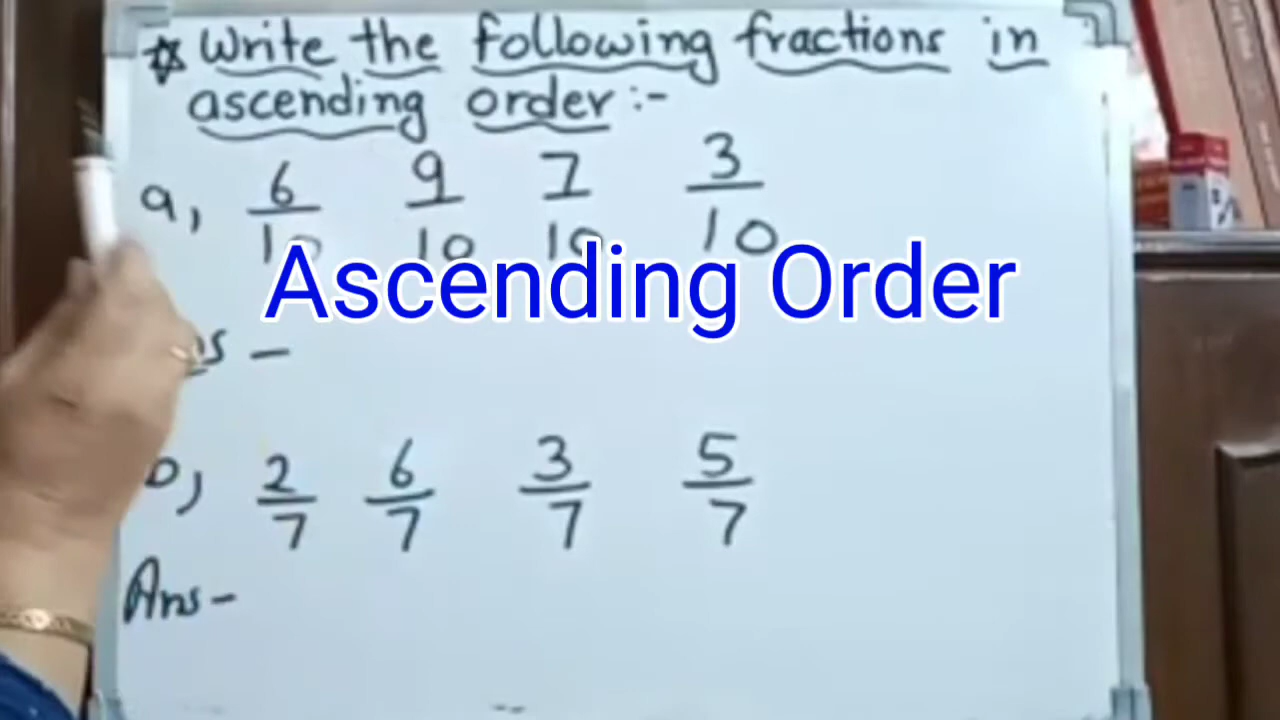 ☆ Write the following fractions in
ascending order :-
a, 6/10 9/10 7/10 3/10
Ascending Order
Ans -
b, 2/7 6/7 3/7 5/7
Ans -